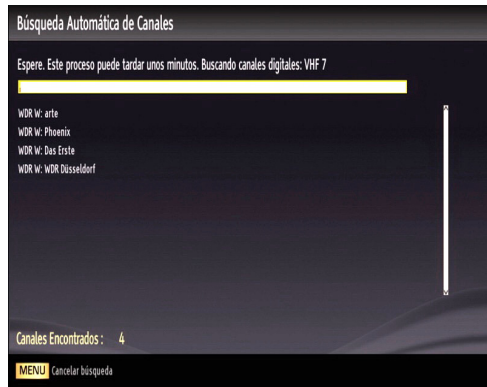 Búsqueda Automática de Canales
Espere. Este proceso puede tardar unos minutos. Buscando canales digitales: VHF 7
WDR W: arte
WDR W: Phoenix
WDR W: Das Erste
WDR W: WDR Düsseldorf
Canales Encontrados : 4
MENU Cancelar búsqueda